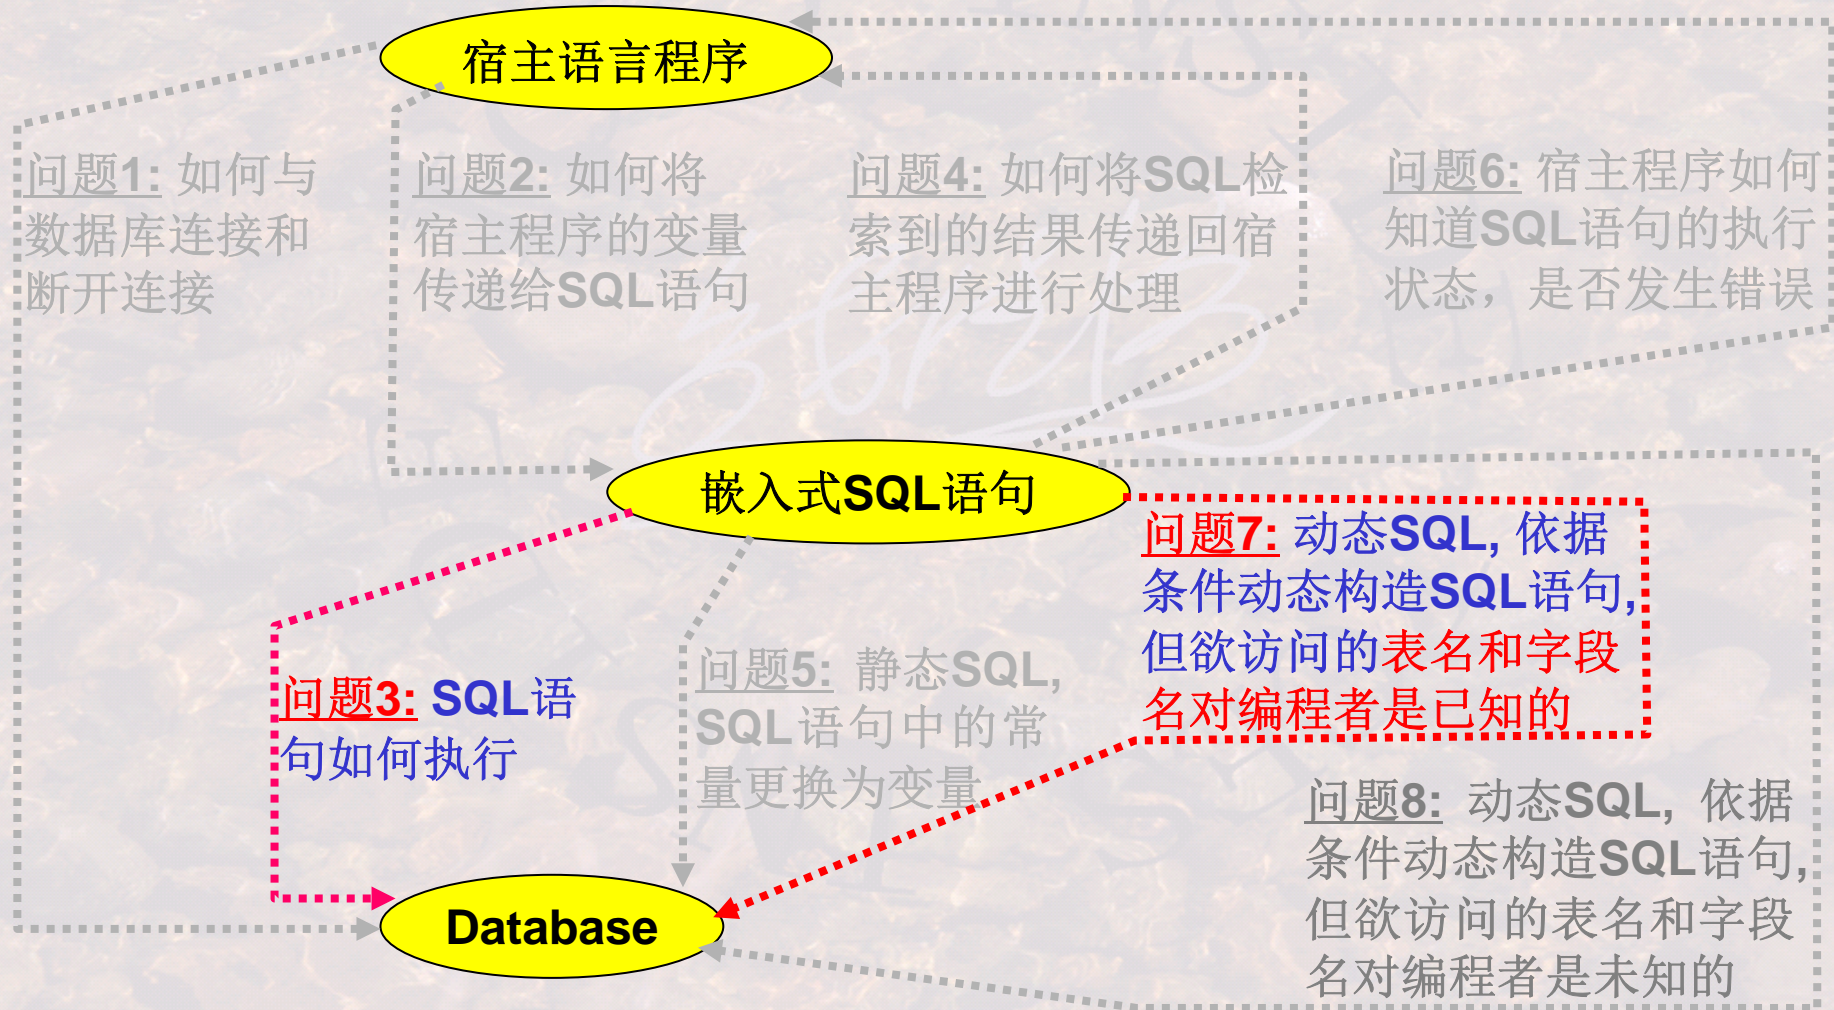 宿主语言程序
问题1: 如何与
数据库连接和
断开连接
问题2: 如何将
宿主程序的变量
传递给SQL语句
问题4: 如何将SQL检
索到的结果传递回宿
主程序进行处理
问题6: 宿主程序如何
知道SQL语句的执行
状态，是否发生错误
嵌入式SQL语句
问题7: 动态SQL, 依据
条件动态构造SQL语句,
但欲访问的表名和字段
名对编程者是已知的
问题3: SQL语
句如何执行
问题5: 静态SQL,
SQL语句中的常
量更换为变量
问题8: 动态SQL, 依据
条件动态构造SQL语句,
但欲访问的表名和字段
名对编程者是未知的
Database